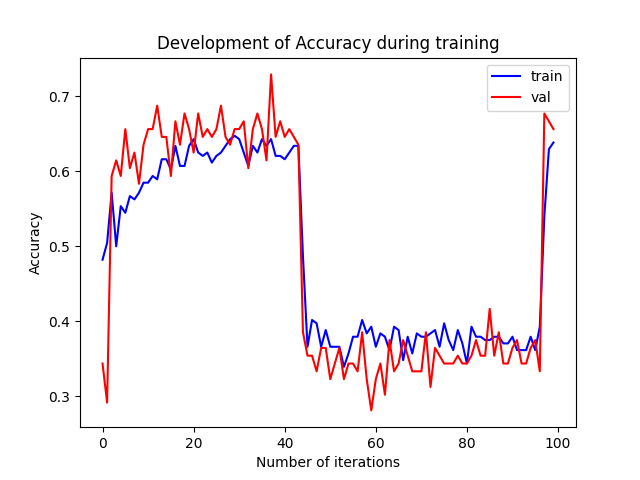 Development of Accuracy during training
train
val
0.7
0.6
0.5
0.4
0.3
Accuracy
0 20 40 60 80 100
Number of iterations